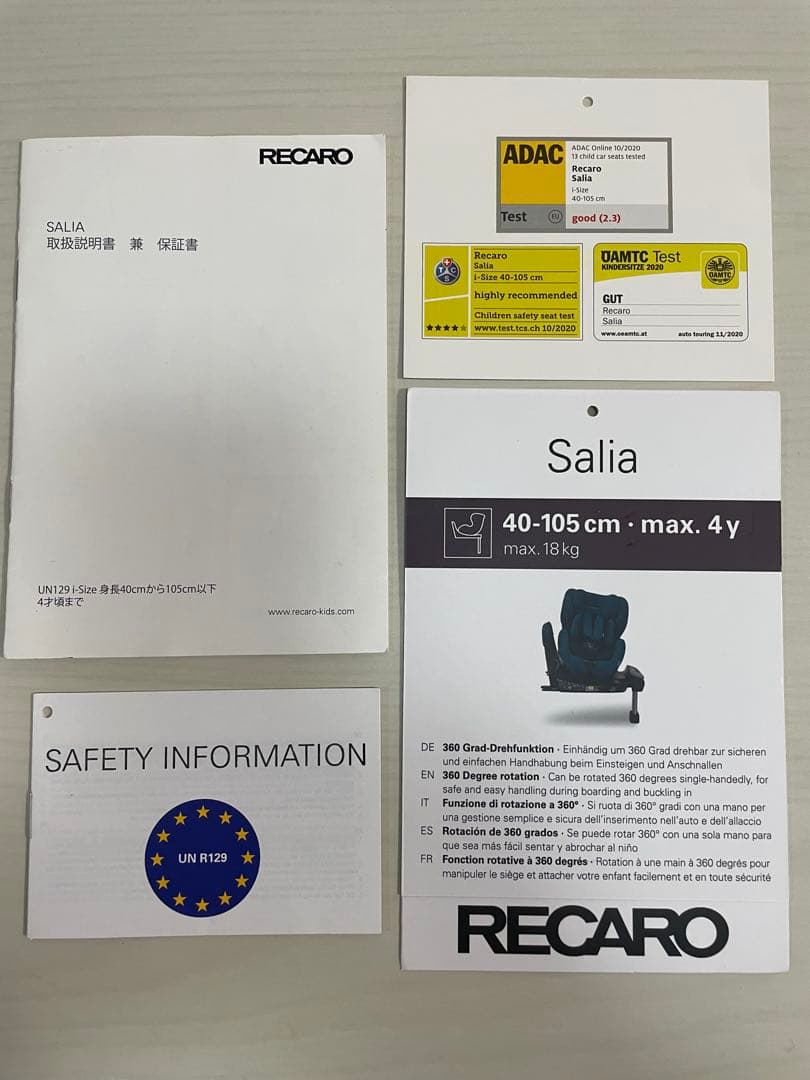 RECARO
SALIA
取扱説明書 兼 保証書
UN129 i-Size 身長40cmから105cm以下
4才頃まで
www.recaro-kids.com
ADAC
ADAC Online 10/2020
13 child car seats tested
Recaro
Salia
i-Size
40-105 cm
Test
EU
good (2.3)
TCS
Recaro
Salia
i-Size 40-105 cm
highly recommended
Children safety seat test
www.test.tcs.ch 10/2020
ÖAMTC Test
KINDERSITZE 2020
ÖAMTC
GUT
Recaro
Salia
www.oeamtc.at auto touring 11/2020
SAFETY INFORMATION
UN R129
Salia
40-105 cm · max. 4 y
max. 18 kg
DE 360 Grad-Drehfunktion · Einhändig um 360 Grad drehbar zur sicheren
und einfachen Handhabung beim Einsteigen und Anschnallen
EN 360 Degree rotation · Can be rotated 360 degrees single-handedly, for
safe and easy handling during boarding and buckling in
IT Funzione di rotazione a 360° · Si ruota di 360° gradi con una mano per
una gestione semplice e sicura dell'inserimento nell'auto e dell'allaccio
ES Rotación de 360 grados · Se puede rotar 360° con una sola mano para
que sea más fácil sentar y abrochar al niño
FR Fonction rotative à 360 degrés · Rotation à une main à 360 degrés pour
manipuler le siège et attacher votre enfant facilement et en toute sécurité
RECARO